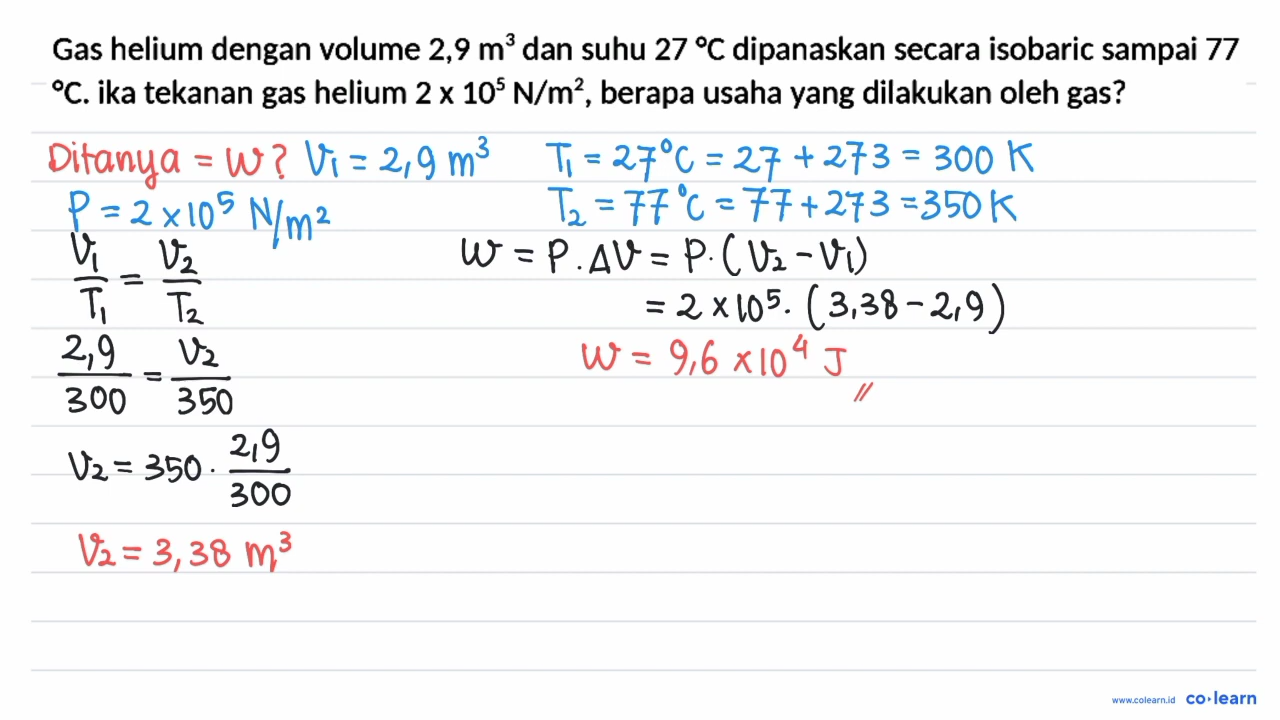 Gas helium dengan volume 2,9 m³ dan suhu 27 °C dipanaskan secara isobaric sampai 77
°C. ika tekanan gas helium 2 x 10⁵ N/m², berapa usaha yang dilakukan oleh gas?
Ditanya = W? V₁ = 2,9 m³ T₁ = 27°C = 27 + 273 = 300 K
P = 2 × 10⁵ N/m² T₂ = 77°C = 77 + 273 = 350 K
V₁/T₁ = V₂/T₂
2,9/300 = V₂/350
V₂ = 350 · 2,9/300
V₂ = 3,38 m³
W = P . ΔV = P · (V₂ - V₁)
= 2 × 10⁵ · (3,38 - 2,9)
W = 9,6 × 10⁴ J //
www.colearn.id co·learn